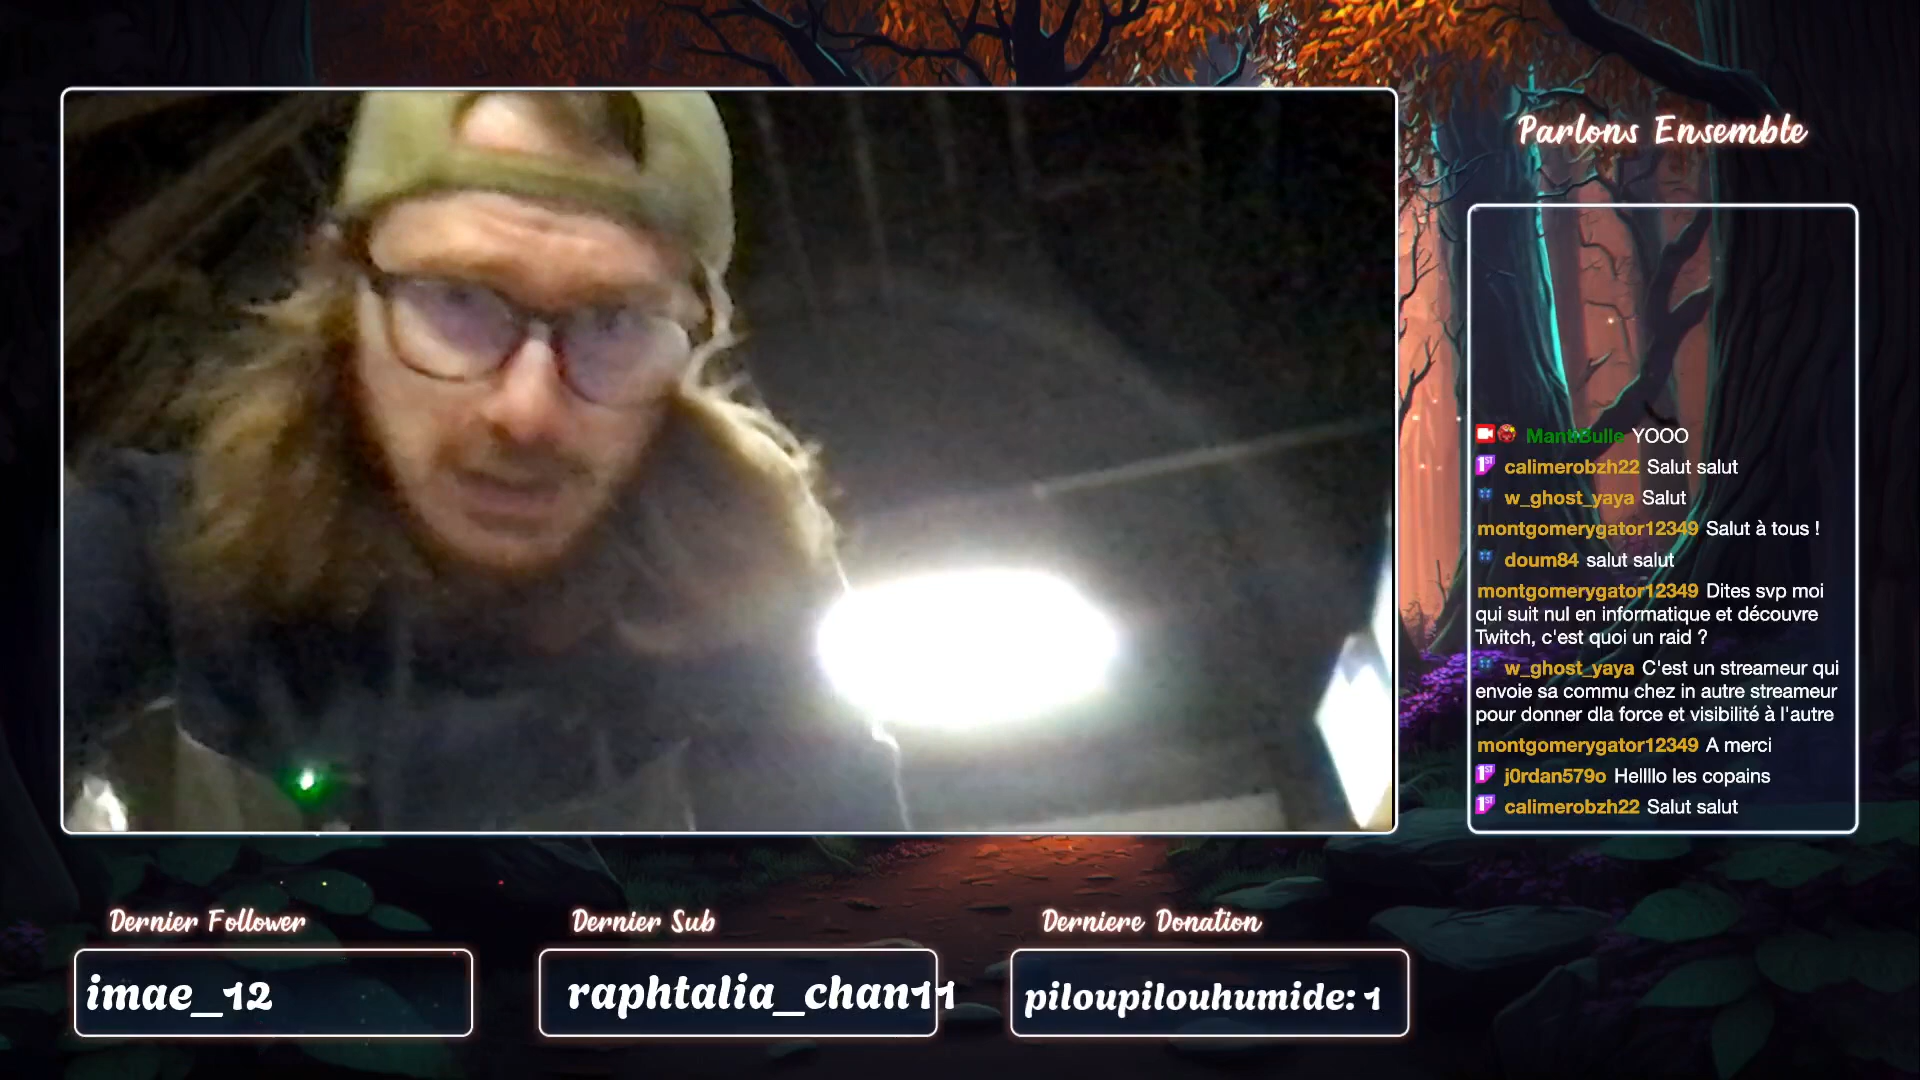 Parlons Ensemble
MantiBulle YOOO
calimerobzh22 Salut salut
w_ghost_yaya Salut
montgomerygator12349 Salut à tous !
doum84 salut salut
montgomerygator12349 Dites svp moi
qui suit nul en informatique et découvre
Twitch, c'est quoi un raid ?
w_ghost_yaya C'est un streameur qui
envoie sa commu chez in autre streameur
pour donner dla force et visibilité à l'autre
montgomerygator12349 A merci
j0rdan579o Hellllo les copains
calimerobzh22 Salut salut
Dernier Follower
imae_12
Dernier Sub
raphtalia_chan11
Derniere Donation
piloupilouhumide: 1